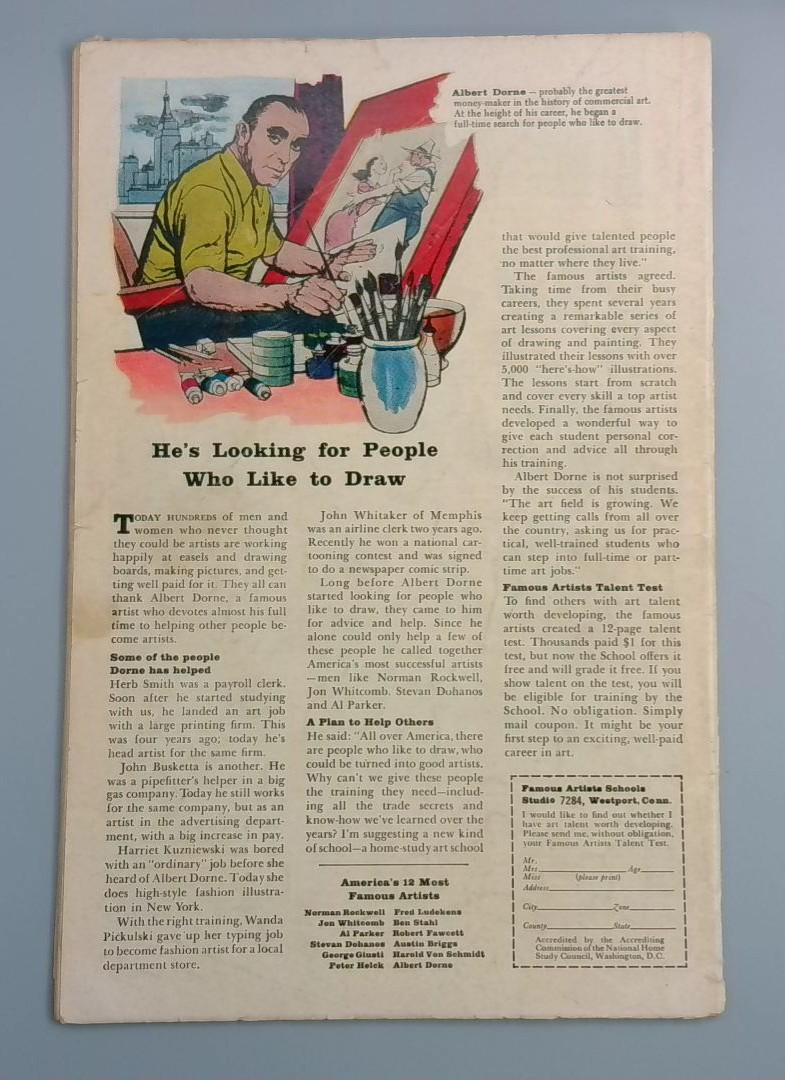 Albert Dorne — probably the greatest
money-maker in the history of commercial art.
At the height of his career, he began a
full-time search for people who like to draw.
He's Looking for People
Who Like to Draw
TODAY HUNDREDS of men and
women who never thought
they could be artists are working
happily at easels and drawing
boards, making pictures, and get-
ting well paid for it. They all can
thank Albert Dorne, a famous
artist who devotes almost his full
time to helping other people be-
come artists.
Some of the people
Dorne has helped
Herb Smith was a payroll clerk.
Soon after he started studying
with us, he landed an art job
with a large printing firm. This
was four years ago; today he's
head artist for the same firm.
John Busketta is another. He
was a pipefitter's helper in a big
gas company. Today he still works
for the same company, but as an
artist in the advertising depart-
ment, with a big increase in pay.
Harriet Kuzniewski was bored
with an "ordinary" job before she
heard of Albert Dorne. Today she
does high-style fashion illustra-
tion in New York.
With the right training, Wanda
Pickulski gave up her typing job
to become fashion artist for a local
department store.
John Whitaker of Memphis
was an airline clerk two years ago.
Recently he won a national car-
tooning contest and was signed
to do a newspaper comic strip.
Long before Albert Dorne
started looking for people who
like to draw, they came to him
for advice and help. Since he
alone could only help a few of
these people he called together
America's most successful artists
—men like Norman Rockwell,
Jon Whitcomb, Stevan Dohanos
and Al Parker.
A Plan to Help Others
He said: "All over America, there
are people who like to draw, who
could be turned into good artists.
Why can't we give these people
the training they need—includ-
ing all the trade secrets and
know-how we've learned over the
years? I'm suggesting a new kind
of school—a home-study art school
America's 12 Most
Famous Artists
Norman Rockwell Fred Ludekens
Jon Whitcomb Ben Stahl
Al Parker Robert Fawcett
Stevan Dohanos Austin Briggs
George Giusti Harold Von Schmidt
Peter Helck Albert Dorne
that would give talented people
the best professional art training,
no matter where they live."
The famous artists agreed.
Taking time from their busy
careers, they spent several years
creating a remarkable series of
art lessons covering every aspect
of drawing and painting. They
illustrated their lessons with over
5,000 "here's-how" illustrations.
The lessons start from scratch
and cover every skill a top artist
needs. Finally, the famous artists
developed a wonderful way to
give each student personal cor-
rection and advice all through
his training.
Albert Dorne is not surprised
by the success of his students.
"The art field is growing. We
keep getting calls from all over
the country, asking us for prac-
tical, well-trained students who
can step into full-time or part-
time art jobs."
Famous Artists Talent Test
To find others with art talent
worth developing, the famous
artists created a 12-page talent
test. Thousands paid $1 for this
test, but now the School offers it
free and will grade it free. If you
show talent on the test, you will
be eligible for training by the
School. No obligation. Simply
mail coupon. It might be your
first step to an exciting, well-paid
career in art.
Famous Artists Schools
Studio 7284, Westport, Conn.
I would like to find out whether I
have art talent worth developing.
Please send me, without obligation,
your Famous Artists Talent Test.
Mr.
Mrs. Age
Miss (please print)
Address
City Zone
County State
Accredited by the Accrediting
Commission of the National Home
Study Council, Washington, D.C.